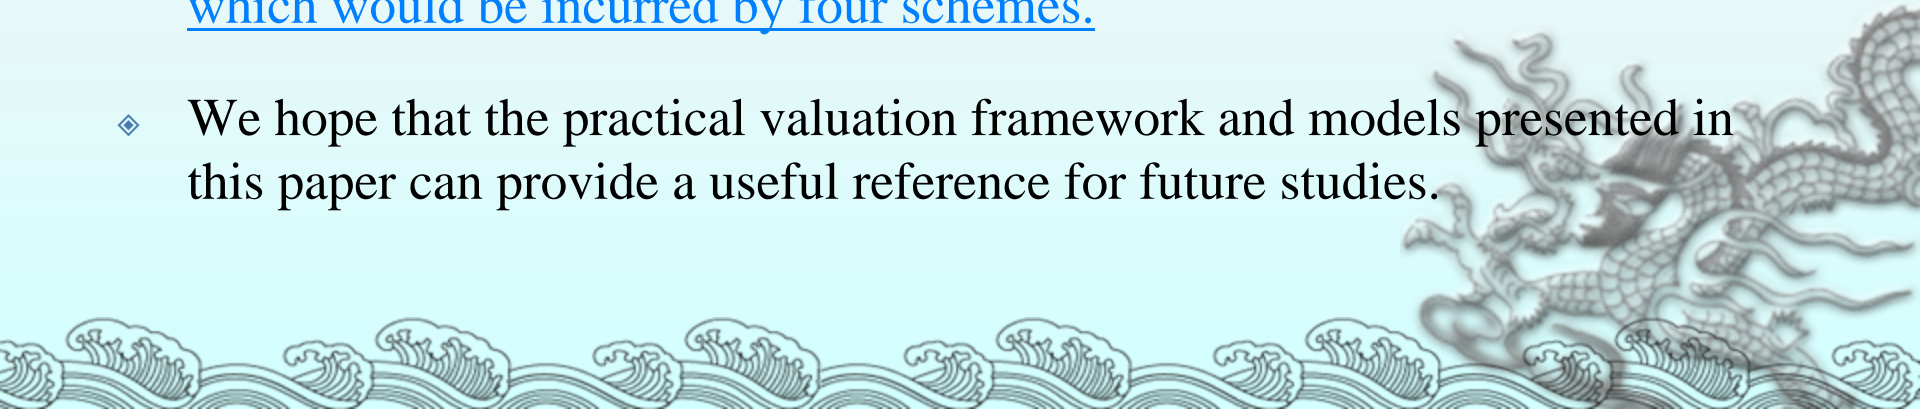 which would be incurred by four schemes.
We hope that the practical valuation framework and models presented in
this paper can provide a useful reference for future studies.